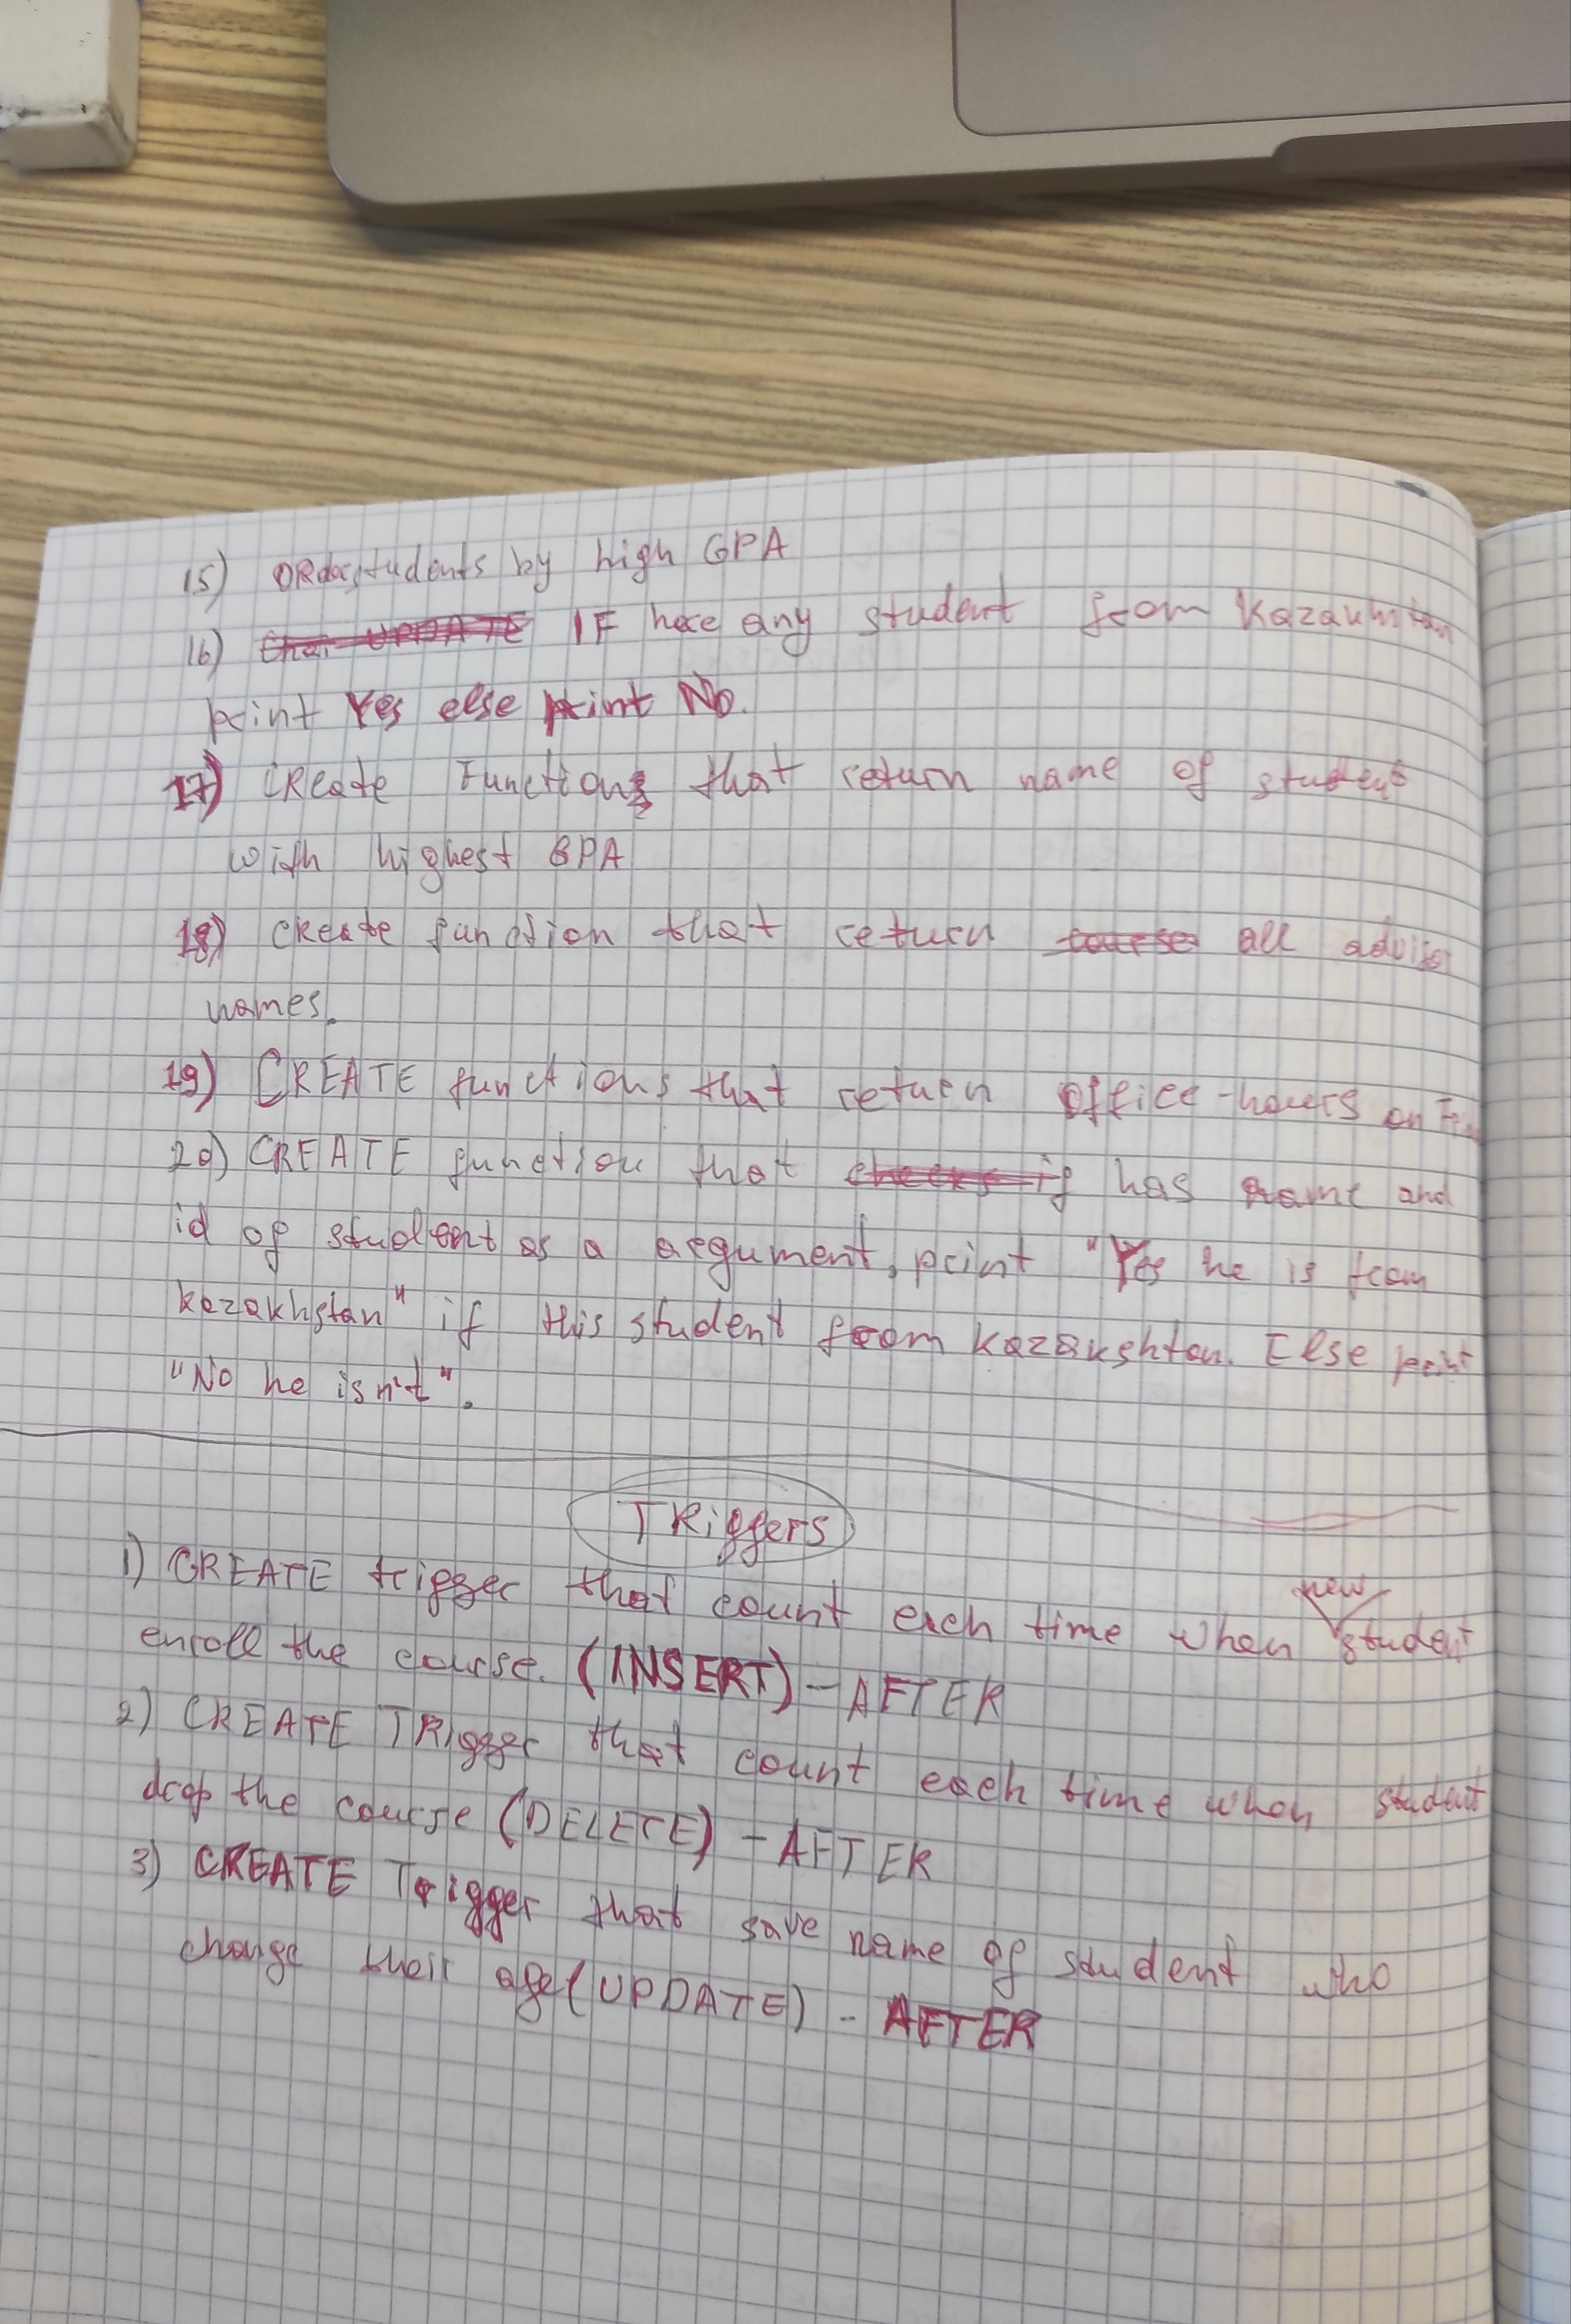 15) ORder students by high GPA
16) IF have any student from Kazakhstan
print Yes else print No.
17) CReate Function that return name of student
with highest GPA
18) create function that return course all advisor
names.
19) CREATE functions that return office-hours on
20) CREATE function that checks if has name and
id of student as a argument, print "Yes he is from
kazakhstan" if this student from kazakshtan. Else print
"No he isn't".
TRiggers
1) CREATE trigger that count each time when new student
enroll the course. (INSERT) - AFTER
2) CREATE TRigger that count each time when student
drop the course (DELETE) - AFTER
3) CREATE Trigger that save name of student who
change their age (UPDATE) - AFTER